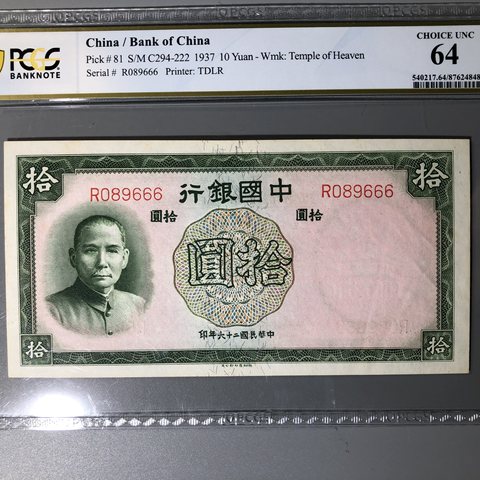 PCGS
BANKNOTE
China / Bank of China
Pick # 81 S/M C294-222 1937 10 Yuan - Wmk: Temple of Heaven
Serial # R089666 Printer: TDLR
CHOICE UNC
64
540217.64/87624848
拾
拾
R089666
行銀國中
R089666
圓拾
圓拾
圓拾
印年六十二國民華中
拾
拾